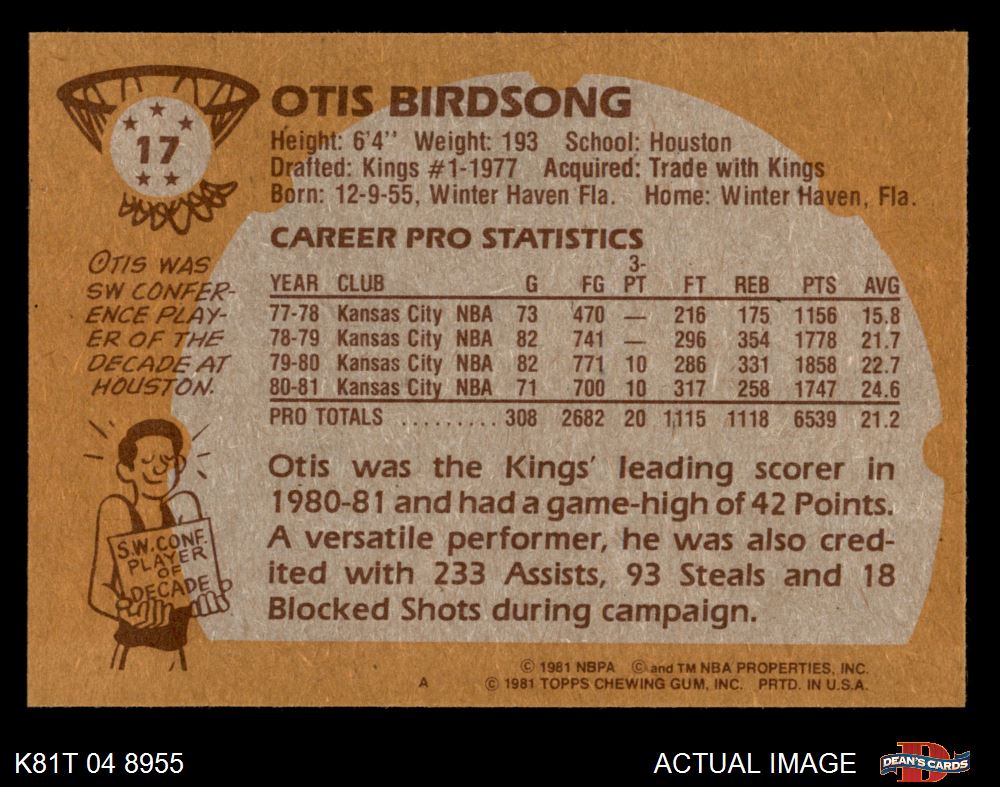 17
OTIS BIRDSONG
Height: 6'4'' Weight: 193 School: Houston
Drafted: Kings #1-1977 Acquired: Trade with Kings
Born: 12-9-55, Winter Haven Fla. Home: Winter Haven, Fla.
OTIS WAS
SW CONFER-
ENCE PLAY-
ER OF THE
DECADE AT
HOUSTON.
S.W. CONF.
PLAYER
OF
DECADE
CAREER PRO STATISTICS
YEAR CLUB G FG 3-PT FT REB PTS AVG
77-78 Kansas City NBA 73 470 — 216 175 1156 15.8
78-79 Kansas City NBA 82 741 — 296 354 1778 21.7
79-80 Kansas City NBA 82 771 10 286 331 1858 22.7
80-81 Kansas City NBA 71 700 10 317 258 1747 24.6
PRO TOTALS ......... 308 2682 20 1115 1118 6539 21.2
Otis was the Kings' leading scorer in
1980-81 and had a game-high of 42 Points.
A versatile performer, he was also cred-
ited with 233 Assists, 93 Steals and 18
Blocked Shots during campaign.
© 1981 NBPA © and TM NBA PROPERTIES, INC.
A © 1981 TOPPS CHEWING GUM, INC. PRTD. IN U.S.A.
K81T 04 8955 ACTUAL IMAGE
D
DEAN'S CARDS